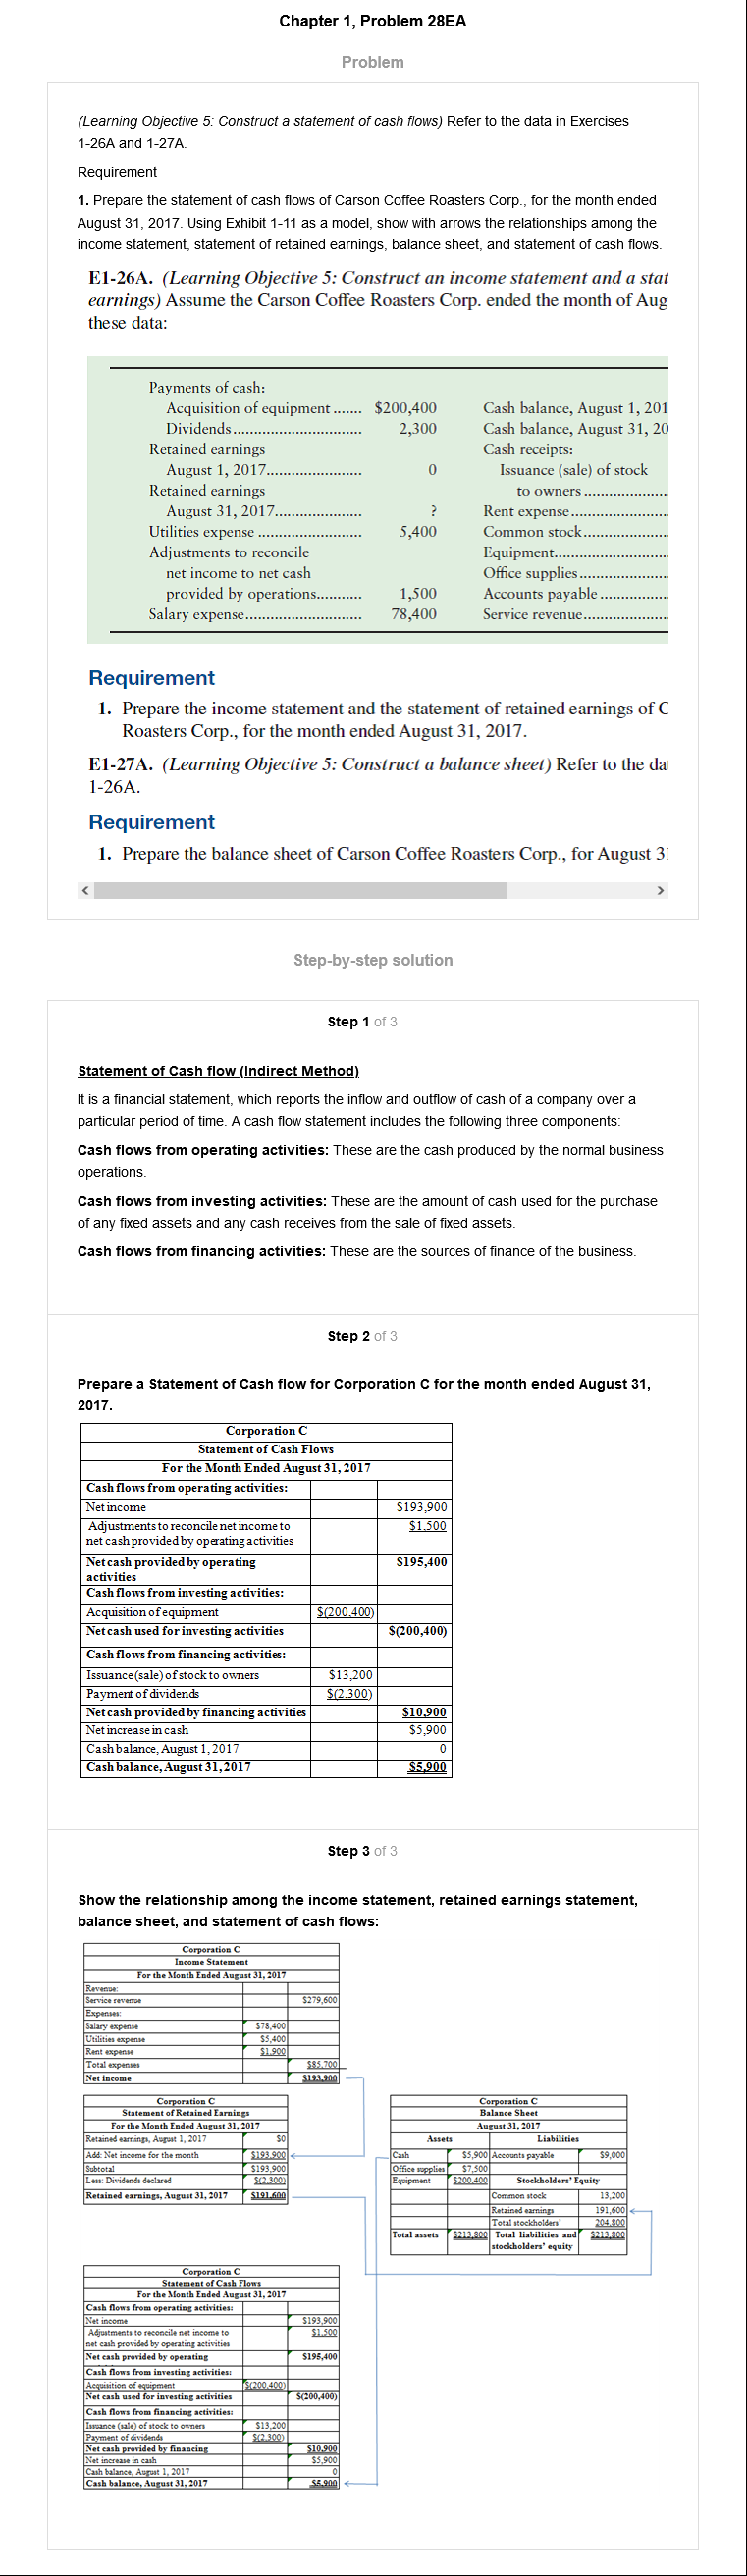 Chapter 1, Problem 28EA
Problem
(Learning Objective 5: Construct a statement of cash flows) Refer to the data in Exercises
1-26A and 1-27A.
Requirement
1. Prepare the statement of cash flows of Carson Coffee Roasters Corp., for the month ended
August 31, 2017. Using Exhibit 1-11 as a model, show with arrows the relationships among the
income statement, statement of retained earnings, balance sheet, and statement of cash flows.
E1-26A. (Learning Objective 5: Construct an income statement and a stat
earnings) Assume the Carson Coffee Roasters Corp. ended the month of Aug
these data:
Payments of cash:
Acquisition of equipment ....... $200,400 Cash balance, August 1, 201
Dividends.............................. 2,300 Cash balance, August 31, 20
Retained earnings Cash receipts:
August 1, 2017...................... 0 Issuance (sale) of stock
Retained earnings to owners ...................
August 31, 2017.................... ? Rent expense......................
Utilities expense ........................ 5,400 Common stock...................
Adjustments to reconcile Equipment..........................
net income to net cash Office supplies....................
provided by operations........... 1,500 Accounts payable ...............
Salary expense........................... 78,400 Service revenue...................
Requirement
1. Prepare the income statement and the statement of retained earnings of C
Roasters Corp., for the month ended August 31, 2017.
E1-27A. (Learning Objective 5: Construct a balance sheet) Refer to the da
1-26A.
Requirement
1. Prepare the balance sheet of Carson Coffee Roasters Corp., for August 3
Step-by-step solution
Step 1 of 3
Statement of Cash flow (Indirect Method)
It is a financial statement, which reports the inflow and outflow of cash of a company over a
particular period of time. A cash flow statement includes the following three components:
Cash flows from operating activities: These are the cash produced by the normal business
operations.
Cash flows from investing activities: These are the amount of cash used for the purchase
of any fixed assets and any cash receives from the sale of fixed assets.
Cash flows from financing activities: These are the sources of finance of the business.
Step 2 of 3
Prepare a Statement of Cash flow for Corporation C for the month ended August 31,
2017.
Corporation C
Statement of Cash Flows
For the Month Ended August 31, 2017
Cash flows from operating activities:
Net income $193,900
Adjustments to reconcile net income to $1,500
net cash provided by operating activities
Net cash provided by operating $195,400
activities
Cash flows from investing activities:
Acquisition of equipment $(200,400)
Net cash used for investing activities $(200,400)
Cash flows from financing activities:
Issuance (sale) of stock to owners $13,200
Payment of dividends $(2,300)
Net cash provided by financing activities $10,900
Net increase in cash $5,900
Cash balance, August 1, 2017 0
Cash balance, August 31, 2017 $5,900
Step 3 of 3
Show the relationship among the income statement, retained earnings statement,
balance sheet, and statement of cash flows:
Corporation C
Income Statement
For the Month Ended August 31, 2017
Revenue:
Service revenue $279,600
Expenses:
Salary expense $78,400
Utilities expense $5,400
Rent expense $1,900
Total expenses $85,700
Net income $193,900
Corporation C
Statement of Retained Earnings
For the Month Ended August 31, 2017
Retained earnings, August 1, 2017 $0
Add: Net income for the month $193,900
Subtotal $193,900
Less: Dividends declared $(2,300)
Retained earnings, August 31, 2017 $191,600
Corporation C
Balance Sheet
August 31, 2017
Assets Liabilities
Cash $5,900 Accounts payable $9,000
Office supplies $7,500
Equipment $200,400 Stockholders' Equity
Common stock 13,200
Retained earnings 191,600
Total stockholders' 204,800
Total assets $213,800 Total liabilities and $213,800
stockholders' equity
Corporation C
Statement of Cash Flows
For the Month Ended August 31, 2017
Cash flows from operating activities:
Net income $193,900
Adjustments to reconcile net income to $1,500
net cash provided by operating activities
Net cash provided by operating $195,400
Cash flows from investing activities:
Acquisition of equipment $(200,400)
Net cash used for investing activities $(200,400)
Cash flows from financing activities:
Issuance (sale) of stock to owners $13,200
Payment of dividends $(2,300)
Net cash provided by financing $10,900
Net increase in cash $5,900
Cash balance, August 1, 2017 0
Cash balance, August 31, 2017 $5,900